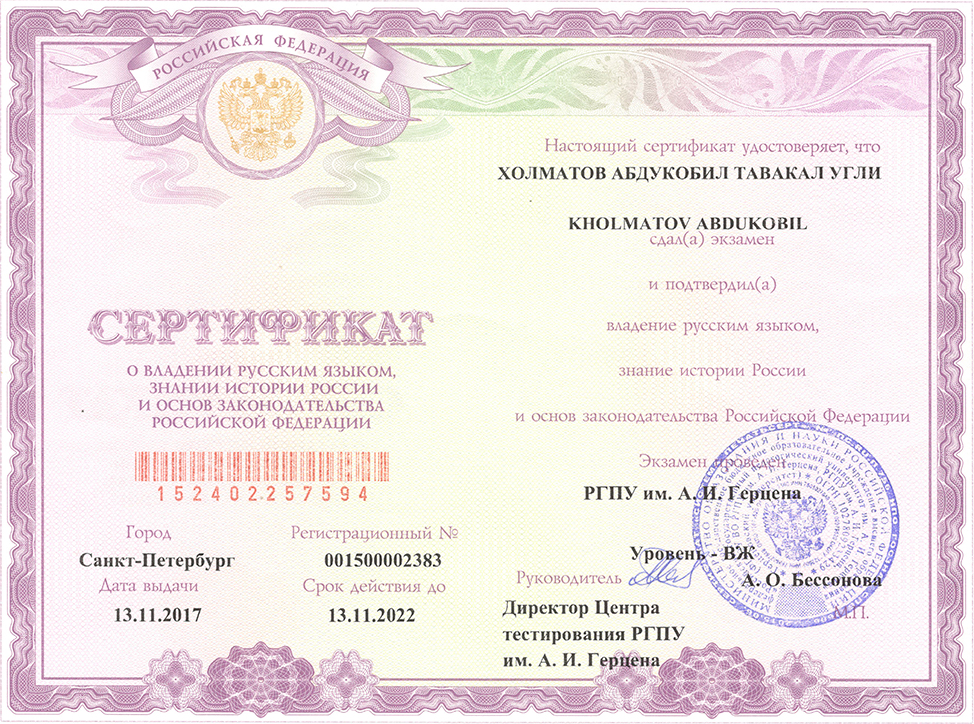 РОССИЙСКАЯ ФЕДЕРАЦИЯ
СЕРТИФИКАТ
О ВЛАДЕНИИ РУССКИМ ЯЗЫКОМ,
ЗНАНИИ ИСТОРИИ РОССИИ
И ОСНОВ ЗАКОНОДАТЕЛЬСТВА
РОССИЙСКОЙ ФЕДЕРАЦИИ
152402257594
Город
Санкт-Петербург
Регистрационный №
001500002383
Дата выдачи
13.11.2017
Срок действия до
13.11.2022
Настоящий сертификат удостоверяет, что
ХОЛМАТОВ АБДУКОБИЛ ТАВАКАЛ УГЛИ
KHOLMATOV ABDUKOBIL
сдал(а) экзамен
и подтвердил(а)
владение русским языком,
знание истории России
и основ законодательства Российской Федерации
Экзамен проведен
РГПУ им. А. И. Герцена
Уровень - ВЖ
Руководитель
А. О. Бессонова
Директор Центра
тестирования РГПУ
им. А. И. Герцена
М.П.